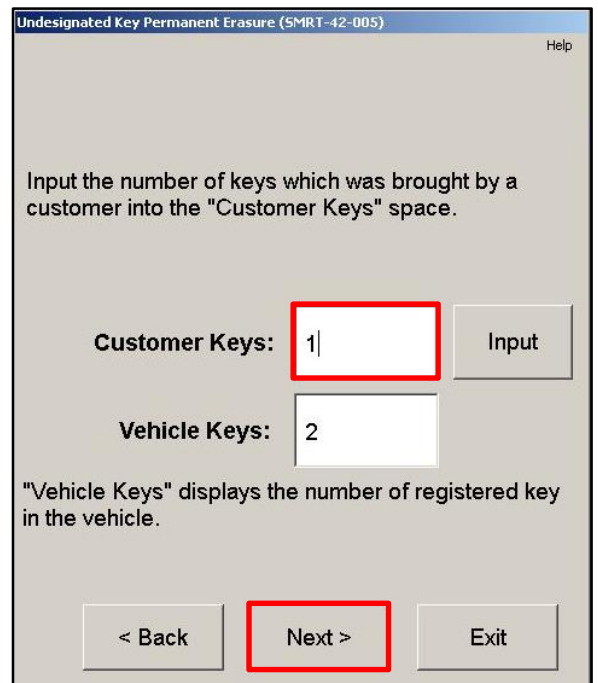 Undesignated Key Permanent Erasure (SMRT-42-005)
Help
Input the number of keys which was brought by a
customer into the "Customer Keys" space.
Customer Keys: 1 Input
Vehicle Keys: 2
"Vehicle Keys" displays the number of registered key
in the vehicle.
< Back Next > Exit